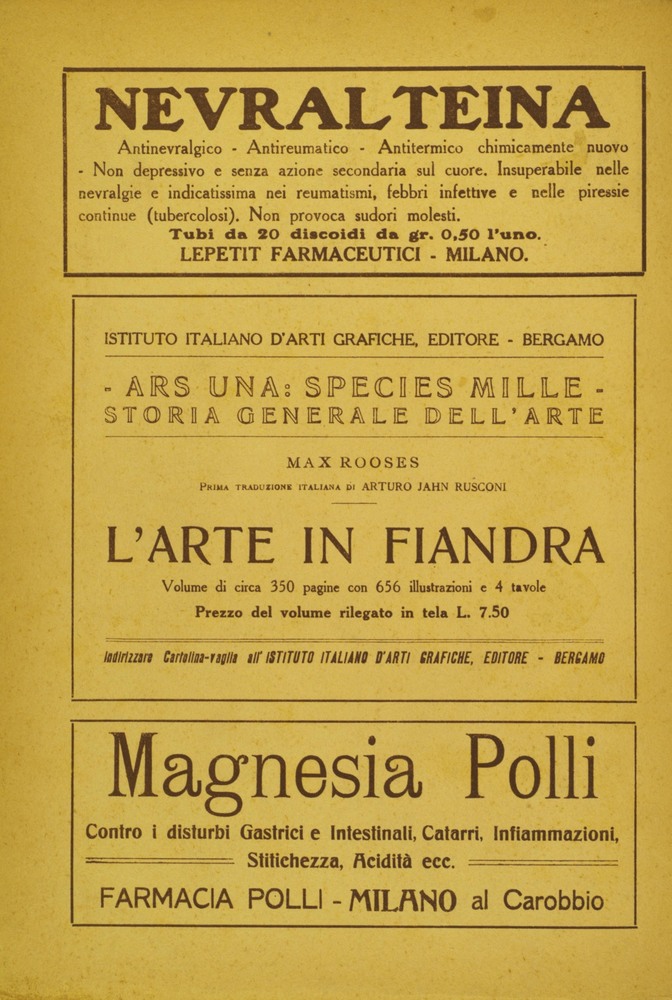 NEVRALTEINA
Antinevralgico - Antireumatico - Antitermico chimicamente nuovo
- Non depressivo e senza azione secondaria sul cuore. Insuperabile nelle
nevralgie e indicatissima nei reumatismi, febbri infettive e nelle piressie
continue (tubercolosi). Non provoca sudori molesti.
Tubi da 20 discoidi da gr. 0,50 l'uno.
LEPETIT FARMACEUTICI - MILANO.
ISTITUTO ITALIANO D'ARTI GRAFICHE, EDITORE - BERGAMO
- ARS UNA: SPECIES MILLE -
STORIA GENERALE DELL'ARTE
MAX ROOSES
PRIMA TRADUZIONE ITALIANA DI ARTURO JAHN RUSCONI
L'ARTE IN FIANDRA
Volume di circa 350 pagine con 656 illustrazioni e 4 tavole
Prezzo del volume rilegato in tela L. 7.50
Indirizzare Cartolina-vaglia all' ISTITUTO ITALIANO D'ARTI GRAFICHE, EDITORE - BERGAMO
Magnesia Polli
Contro i disturbi Gastrici e Intestinali, Catarri, Infiammazioni,
Stitichezza, Acidità ecc.
FARMACIA POLLI - MILANO al Carobbio